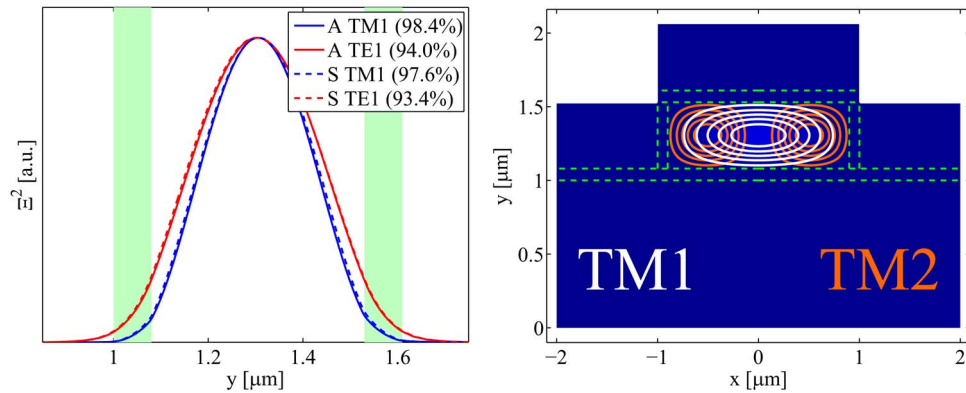 Ξ² [a.u.]
A TM1 (98.4%)
A TE1 (94.0%)
S TM1 (97.6%)
S TE1 (93.4%)
1
1.2
1.4
1.6
y [μm]
y [μm]
2
1.5
1
0.5
0
TM1
TM2
−2
−1
0
1
2
x [μm]